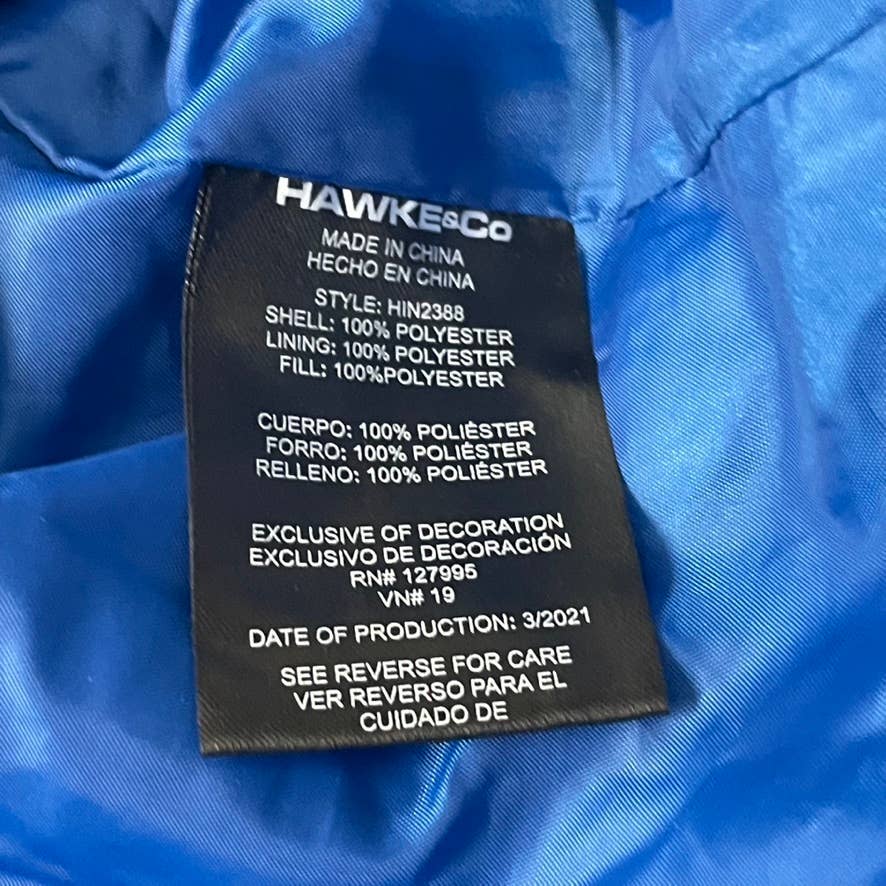 HAWKE&Co
MADE IN CHINA
HECHO EN CHINA
STYLE: HIN2388
SHELL: 100% POLYESTER
LINING: 100% POLYESTER
FILL: 100%POLYESTER
CUERPO: 100% POLIÉSTER
FORRO: 100% POLIÉSTER
RELLENO: 100% POLIÉSTER
EXCLUSIVE OF DECORATION
EXCLUSIVO DE DECORACIÓN
RN# 127995
VN# 19
DATE OF PRODUCTION: 3/2021
SEE REVERSE FOR CARE
VER REVERSO PARA EL
CUIDADO DE